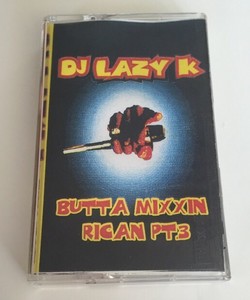 DJ LAZY K
BUTTA MIXXIN
RICAN PT3